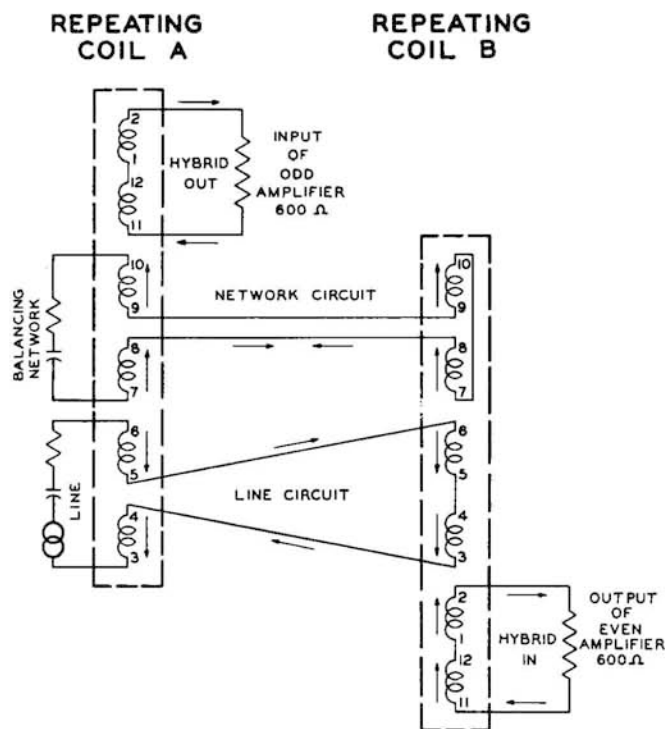 REPEATING
COIL A
REPEATING
COIL B
2
1
12
11
HYBRID
OUT
INPUT
OF
ODD
AMPLIFIER
600 Ω
10
9
8
7
BALANCING
NETWORK
NETWORK CIRCUIT
10
9
8
7
6
5
4
3
LINE
LINE CIRCUIT
6
5
4
3
2
1
12
11
HYBRID
IN
OUTPUT
OF
EVEN
AMPLIFIER
600Ω